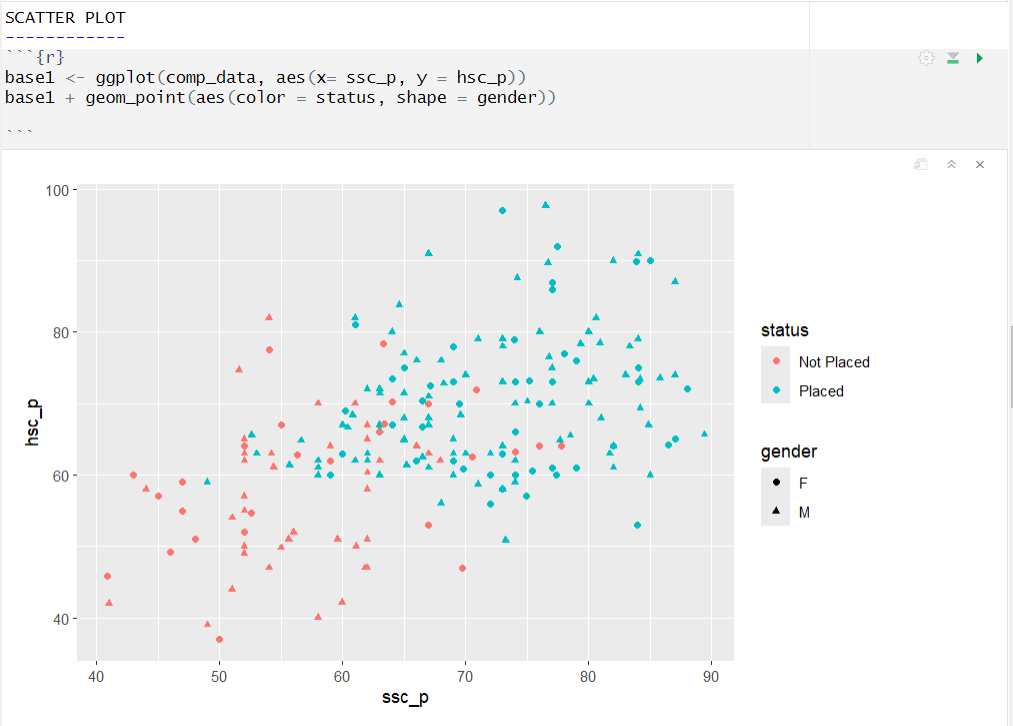 SCATTER PLOT
------------
```{r}
base1 <- ggplot(comp_data, aes(x= ssc_p, y = hsc_p))
base1 + geom_point(aes(color = status, shape = gender))
```
100
80
60
40
hsc_p
40 50 60 70 80 90
ssc_p
status
Not Placed
Placed
gender
F
M